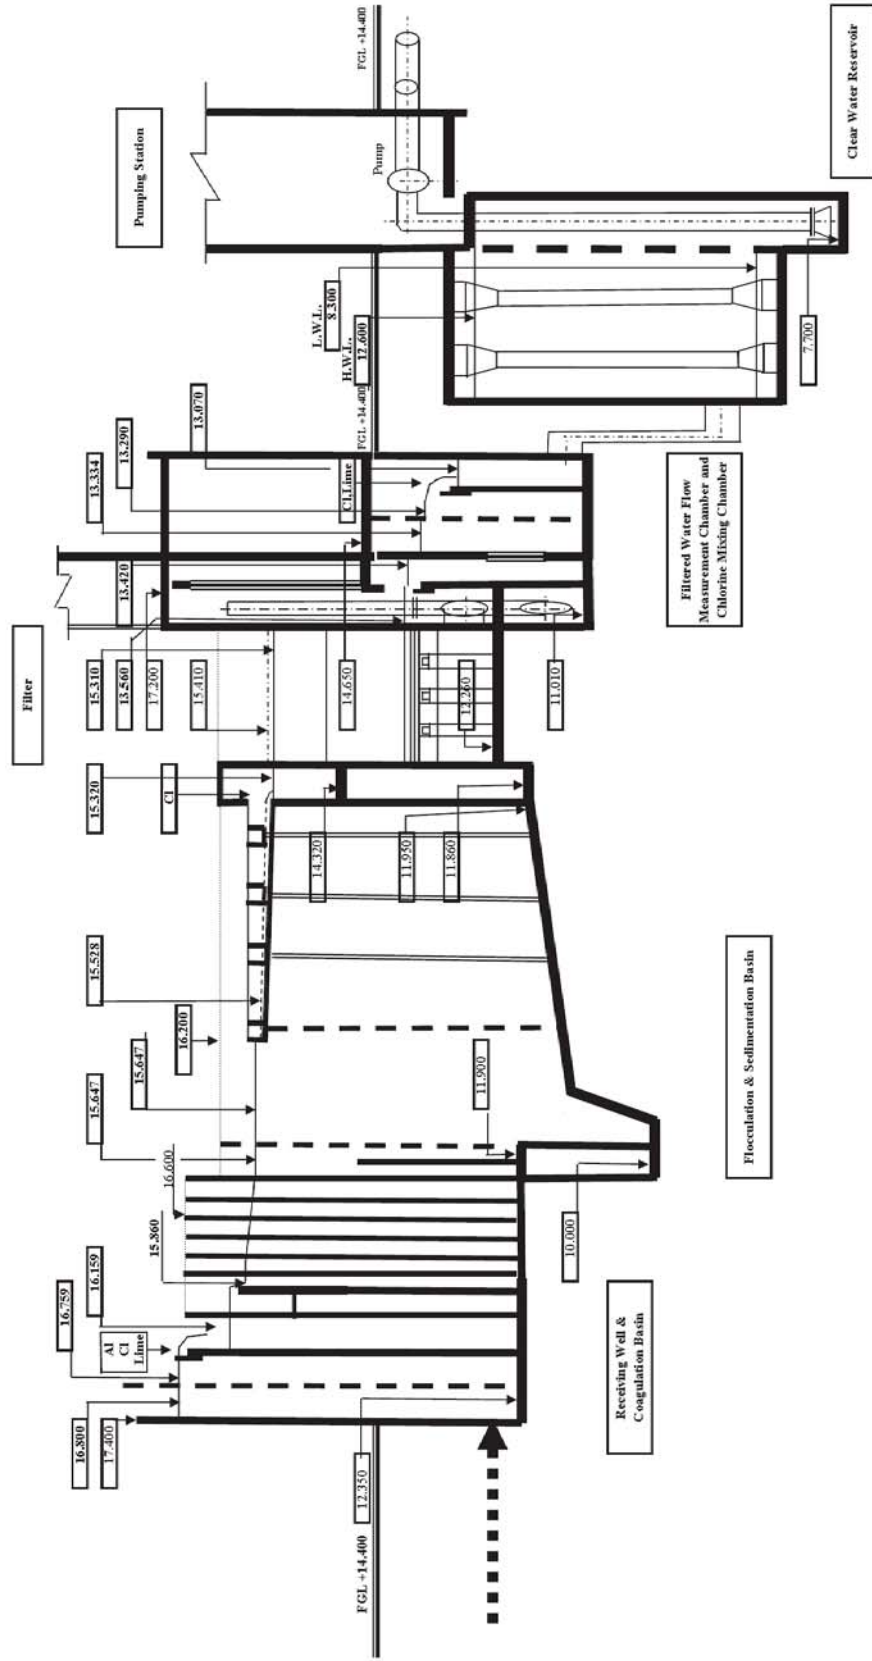 16.800
17.400
16.759
Al
Cl
Lime
16.159
15.860
16.600
15.647
15.647
16.200
15.528
15.320
Cl
15.310
13.560
17.200
15.410
13.420
13.334
13.290
13.070
Filter
Pumping Station
FGL +14.400
12.350
14.320
11.950
11.860
11.900
10.000
14.650
12.260
11.010
Cl,Lime
FGL +14.400
H.W.L.
12.600
L.W.L.
8.300
Pump
FGL +14.400
7.700
Receiving Well &
Coagulation Basin
Flocculation & Sedimentation Basin
Filtered Water Flow
Measurement Chamber and
Chlorine Mixing Chamber
Clear Water Reservoir